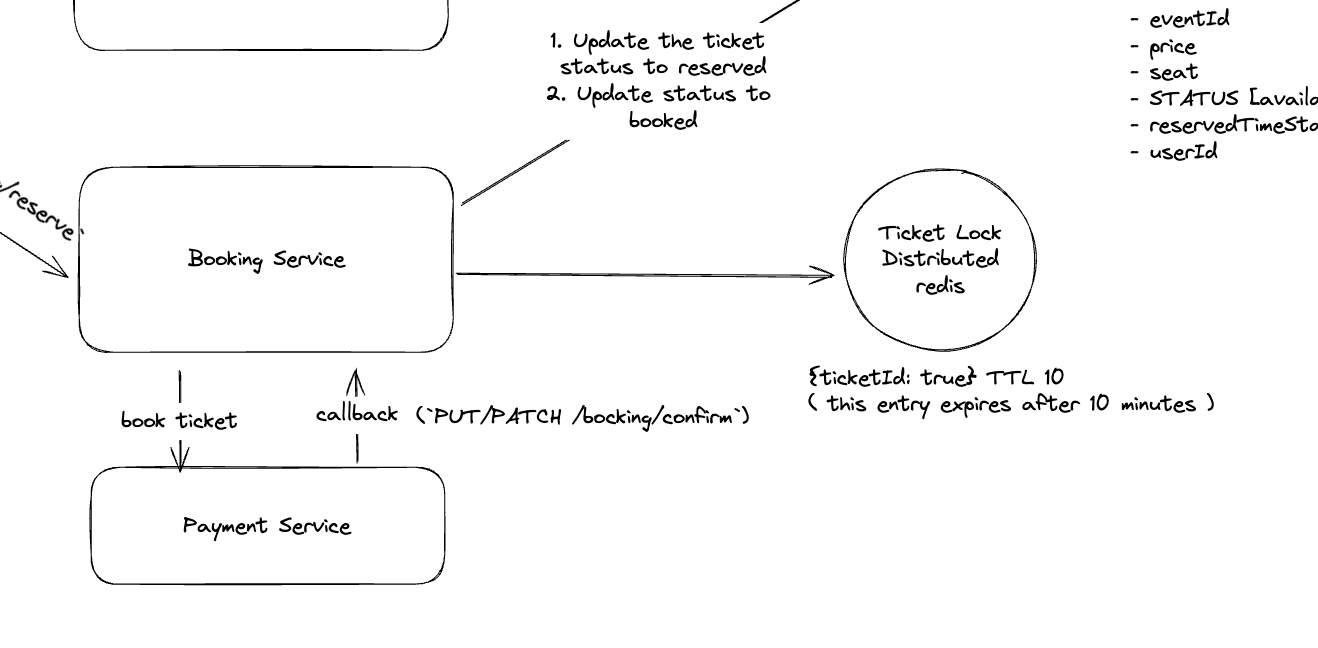 1. Update the ticket
status to reserved
2. Update status to
booked
- eventId
- price
- seat
- STATUS [availa
- reservedTimeSta
- userId
/reserve`
Booking Service
Ticket Lock
Distributed
redis
{ticketId: true} TTL 10
( this entry expires after 10 minutes )
book ticket
callback (`PUT/PATCH /bocking/confirm`)
Payment Service